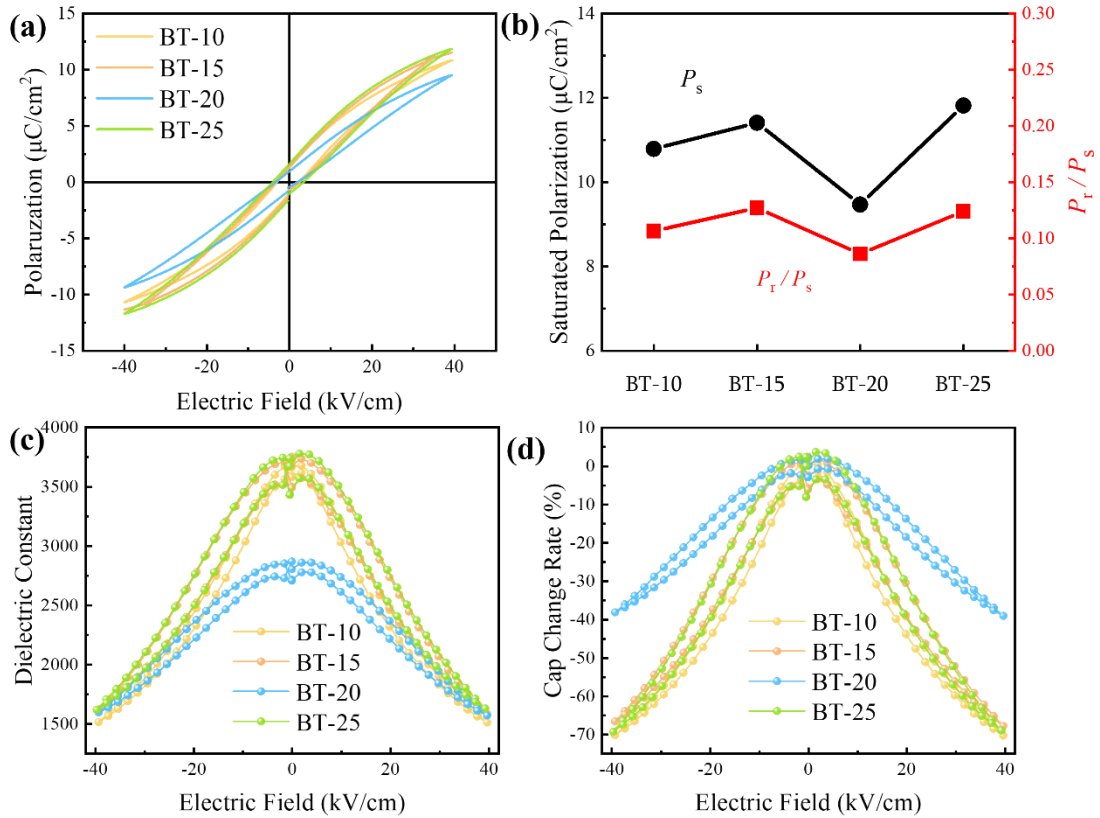 (a)
BT-10
BT-15
BT-20
BT-25
15
10
5
0
-5
-10
-15
-40
-20
0
20
40
Polaruzation (μC/cm²)
Electric Field (kV/cm)
(b)
14
12
10
8
6
Saturated Polarization (μC/cm²)
Ps
Pr / Ps
0.30
0.25
0.20
0.15
0.10
0.05
0.00
Pr / Ps
BT-10
BT-15
BT-20
BT-25
(c)
4000
3500
3000
2500
2000
1500
Dielectric Constant
BT-10
BT-15
BT-20
BT-25
-40
-20
0
20
40
Electric Field (kV/cm)
(d)
10
0
-10
-20
-30
-40
-50
-60
-70
Cap Change Rate (%)
BT-10
BT-15
BT-20
BT-25
-40
-20
0
20
40
Electric Field (kV/cm)